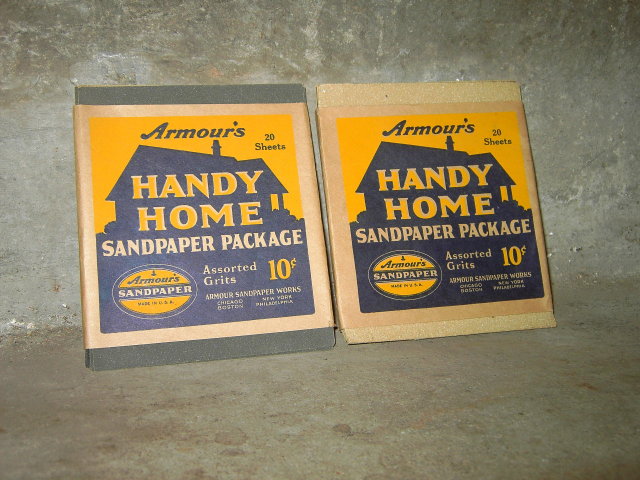 Armour's
20
Sheets
HANDY
HOME
SANDPAPER PACKAGE
Armour's
SANDPAPER
MADE IN U.S.A.
Assorted
Grits
10¢
ARMOUR SANDPAPER WORKS
CHICAGO NEW YORK
BOSTON PHILADELPHIA
Armour's
20
Sheets
HANDY
HOME
SANDPAPER PACKAGE
Armour's
SANDPAPER
MADE IN U.S.A.
Assorted
Grits
10¢
ARMOUR SANDPAPER WORKS
CHICAGO NEW YORK
BOSTON PHILADELPHIA